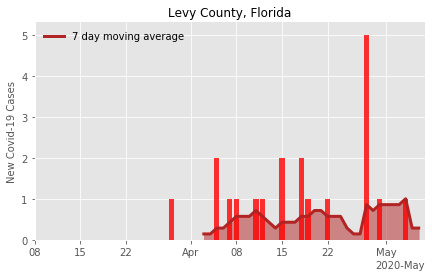 Levy County, Florida
7 day moving average
New Covid-19 Cases
5
4
3
2
1
0
08 15 22 Apr 08 15 22 May
2020-May